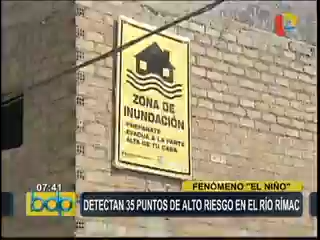 ZONA DE
INUNDACIÓN
PREPÁRATE
EVACUA A LA PARTE
ALTA DE TU CASA
FENÓMENO "EL NIÑO"
07:41
bdp
DETECTAN 35 PUNTOS DE ALTO RIESGO EN EL RÍO RÍMAC